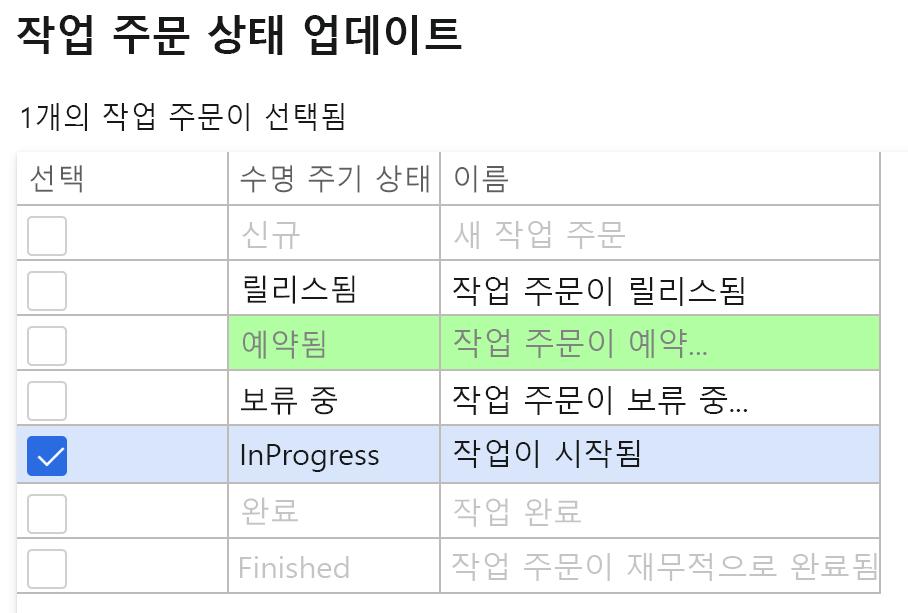 작업 주문 상태 업데이트
1개의 작업 주문이 선택됨
선택 수명 주기 상태 이름
신규 새 작업 주문
릴리스됨 작업 주문이 릴리스됨
예약됨 작업 주문이 예약...
보류 중 작업 주문이 보류 중...
InProgress 작업이 시작됨
완료 작업 완료
Finished 작업 주문이 재무적으로 완료됨